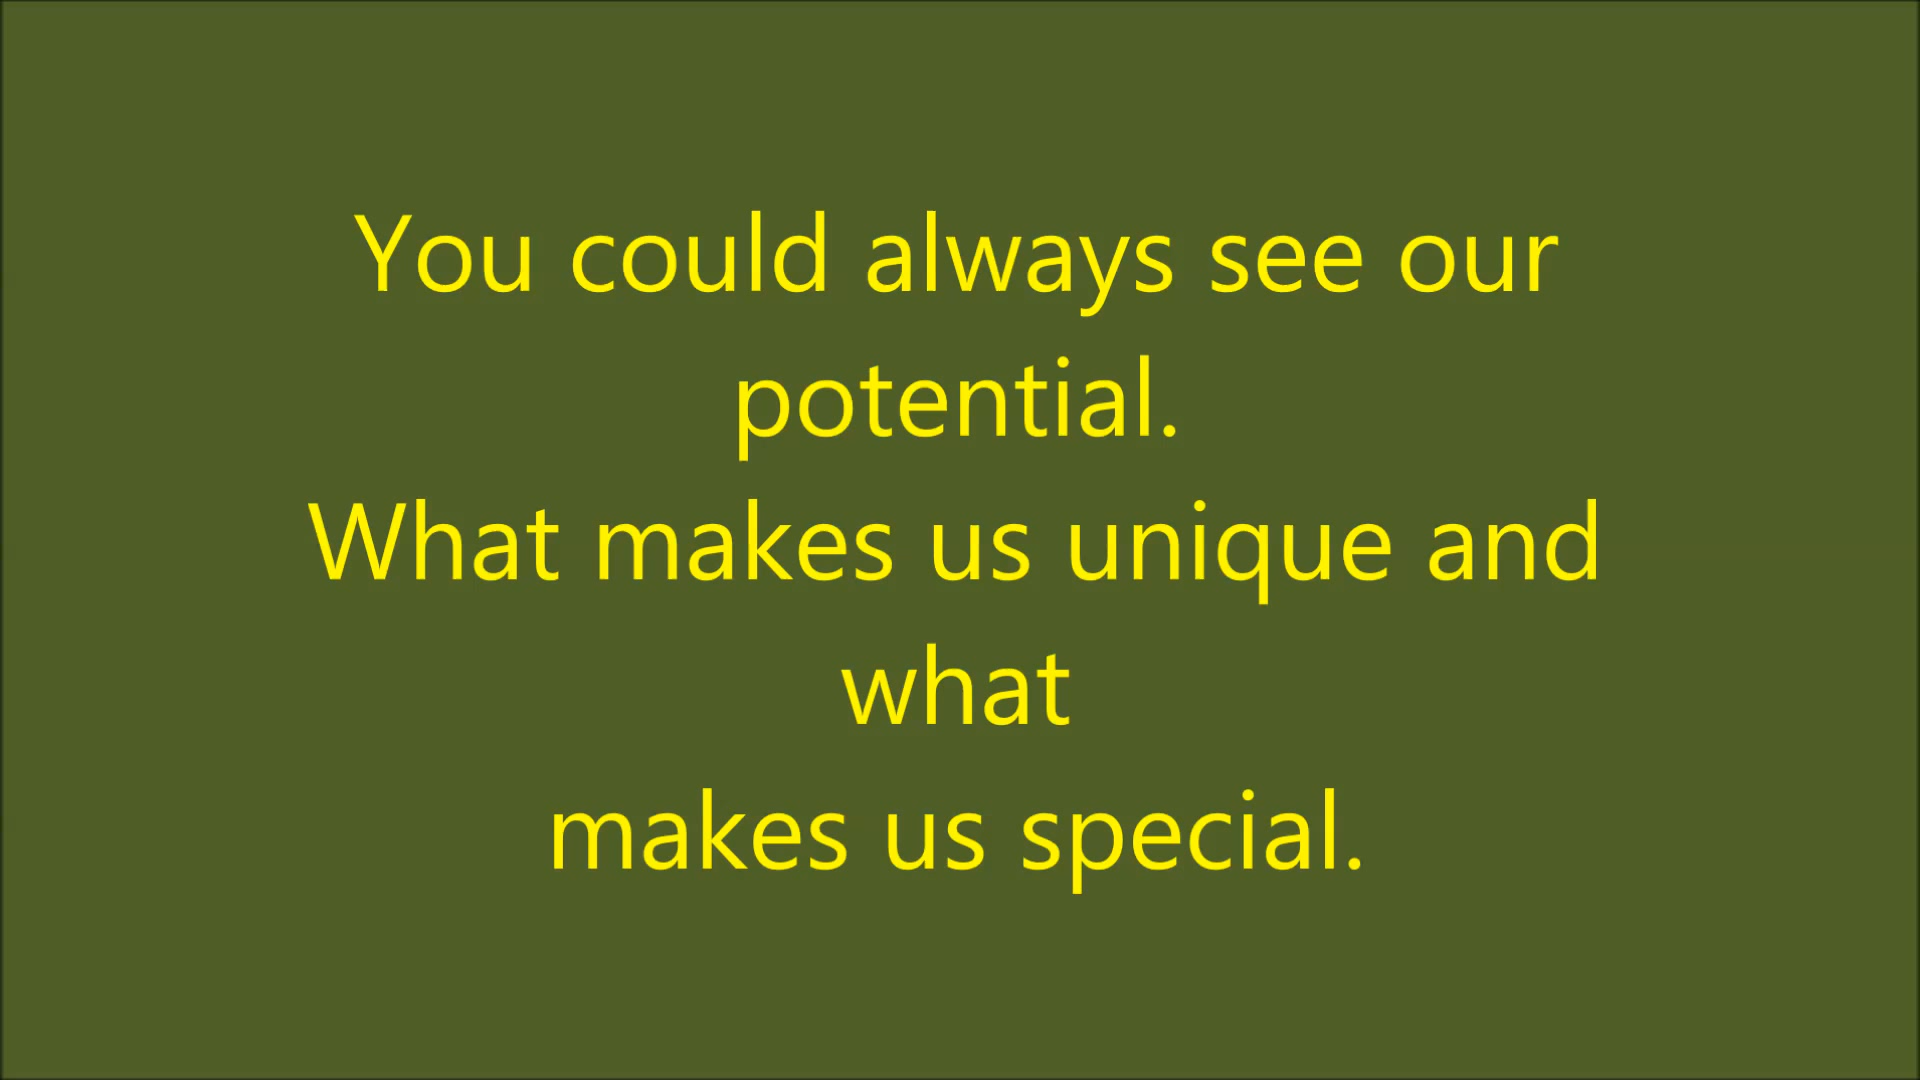 You could always see our
potential.
What makes us unique and
what
makes us special.